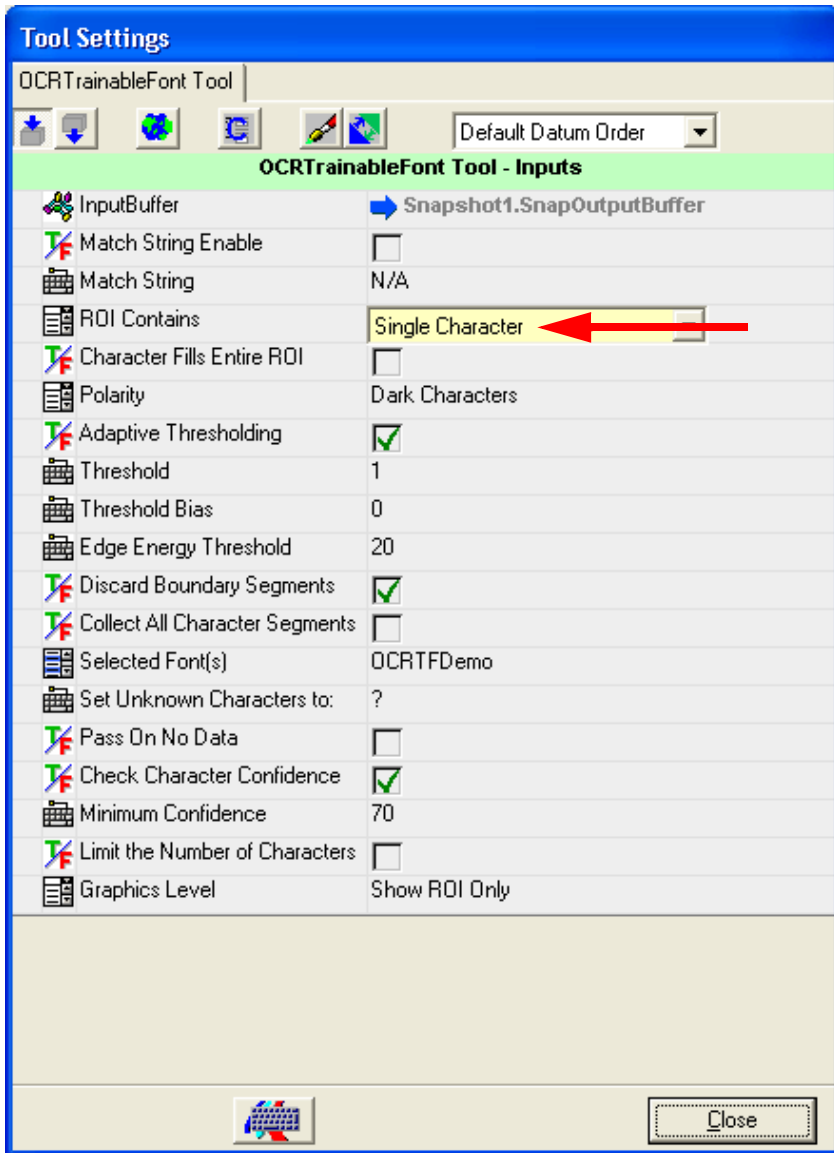 Tool Settings
OCRTrainableFont Tool
Default Datum Order
OCRTrainableFont Tool - Inputs
InputBuffer Snapshot1.SnapOutputBuffer
Match String Enable
Match String N/A
ROI Contains Single Character
Character Fills Entire ROI
Polarity Dark Characters
Adaptive Thresholding
Threshold 1
Threshold Bias 0
Edge Energy Threshold 20
Discard Boundary Segments
Collect All Character Segments
Selected Font(s) OCRTFDemo
Set Unknown Characters to: ?
Pass On No Data
Check Character Confidence
Minimum Confidence 70
Limit the Number of Characters
Graphics Level Show ROI Only
Close